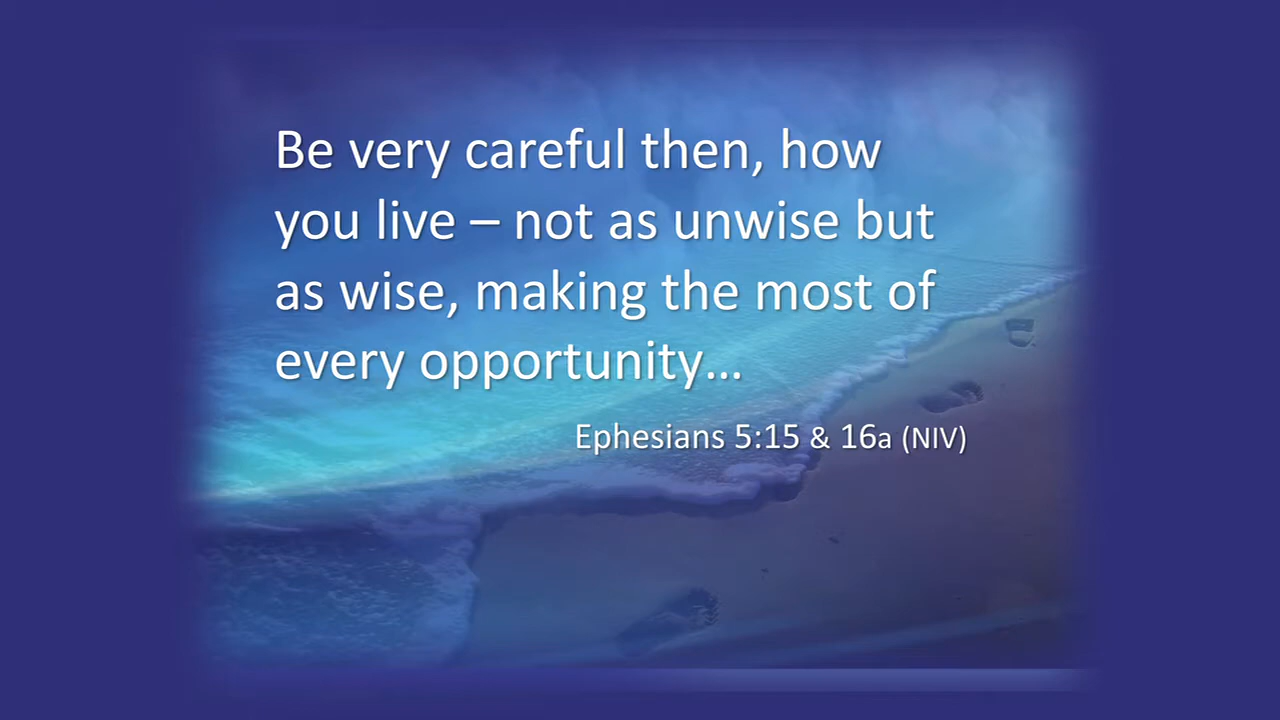 Be very careful then, how
you live – not as unwise but
as wise, making the most of
every opportunity...
Ephesians 5:15 & 16a (NIV)